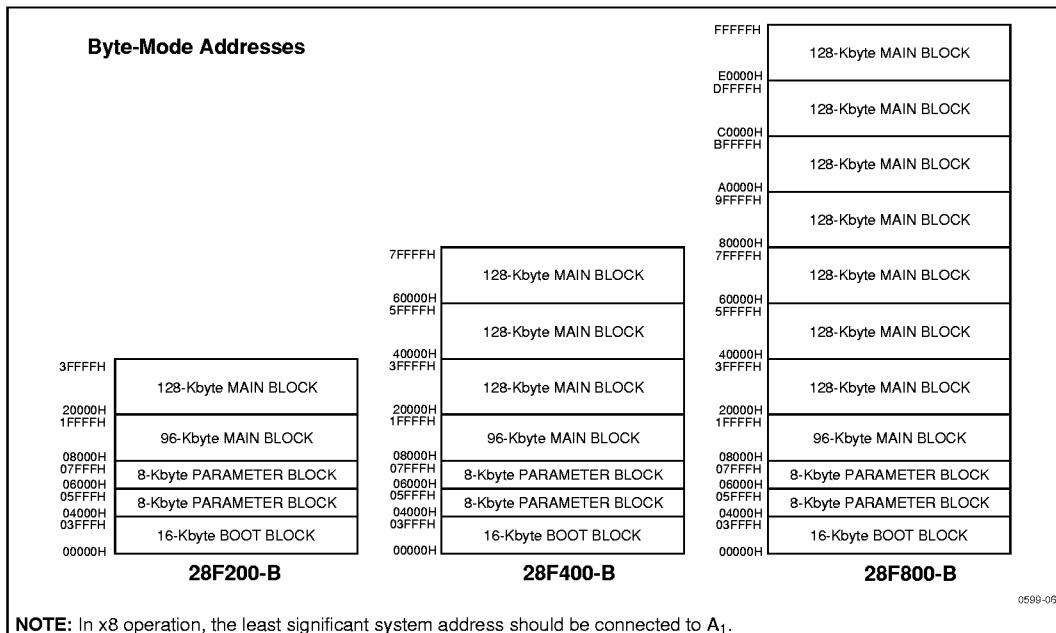 Byte-Mode Addresses
3FFFFH
128-Kbyte MAIN BLOCK
20000H
1FFFFH
96-Kbyte MAIN BLOCK
08000H
07FFFH
8-Kbyte PARAMETER BLOCK
06000H
05FFFH
8-Kbyte PARAMETER BLOCK
04000H
03FFFH
16-Kbyte BOOT BLOCK
00000H
28F200-B
7FFFFH
128-Kbyte MAIN BLOCK
60000H
5FFFFH
128-Kbyte MAIN BLOCK
40000H
3FFFFH
128-Kbyte MAIN BLOCK
20000H
1FFFFH
96-Kbyte MAIN BLOCK
08000H
07FFFH
8-Kbyte PARAMETER BLOCK
06000H
05FFFH
8-Kbyte PARAMETER BLOCK
04000H
03FFFH
16-Kbyte BOOT BLOCK
00000H
28F400-B
FFFFFH
128-Kbyte MAIN BLOCK
E0000H
DFFFFH
128-Kbyte MAIN BLOCK
C0000H
BFFFFH
128-Kbyte MAIN BLOCK
A0000H
9FFFFH
128-Kbyte MAIN BLOCK
80000H
7FFFFH
128-Kbyte MAIN BLOCK
60000H
5FFFFH
128-Kbyte MAIN BLOCK
40000H
3FFFFH
128-Kbyte MAIN BLOCK
20000H
1FFFFH
96-Kbyte MAIN BLOCK
08000H
07FFFH
8-Kbyte PARAMETER BLOCK
06000H
05FFFH
8-Kbyte PARAMETER BLOCK
04000H
03FFFH
16-Kbyte BOOT BLOCK
00000H
28F800-B
0599-06
NOTE: In x8 operation, the least significant system address should be connected to A₁.